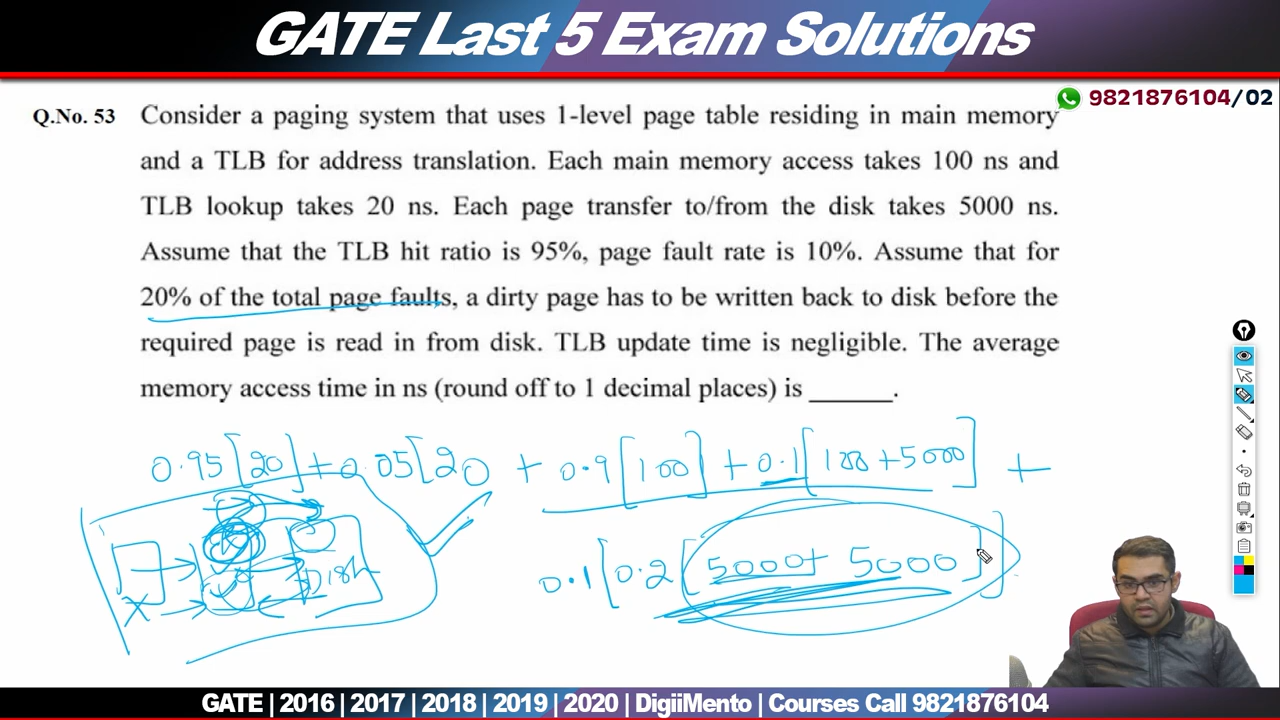 GATE Last 5 Exam Solutions
9821876104/02
Q.No. 53 Consider a paging system that uses 1-level page table residing in main memory
and a TLB for address translation. Each main memory access takes 100 ns and
TLB lookup takes 20 ns. Each page transfer to/from the disk takes 5000 ns.
Assume that the TLB hit ratio is 95%, page fault rate is 10%. Assume that for
20% of the total page faults, a dirty page has to be written back to disk before the
required page is read in from disk. TLB update time is negligible. The average
memory access time in ns (round off to 1 decimal places) is ______.
0.95[20] + 0.05[20 + 0.9[100] + 0.1[100+5000] +
0.1[0.2[5000+ 5000]]
Disk
GATE | 2016 | 2017 | 2018 | 2019 | 2020 | DigiiMento | Courses Call 9821876104